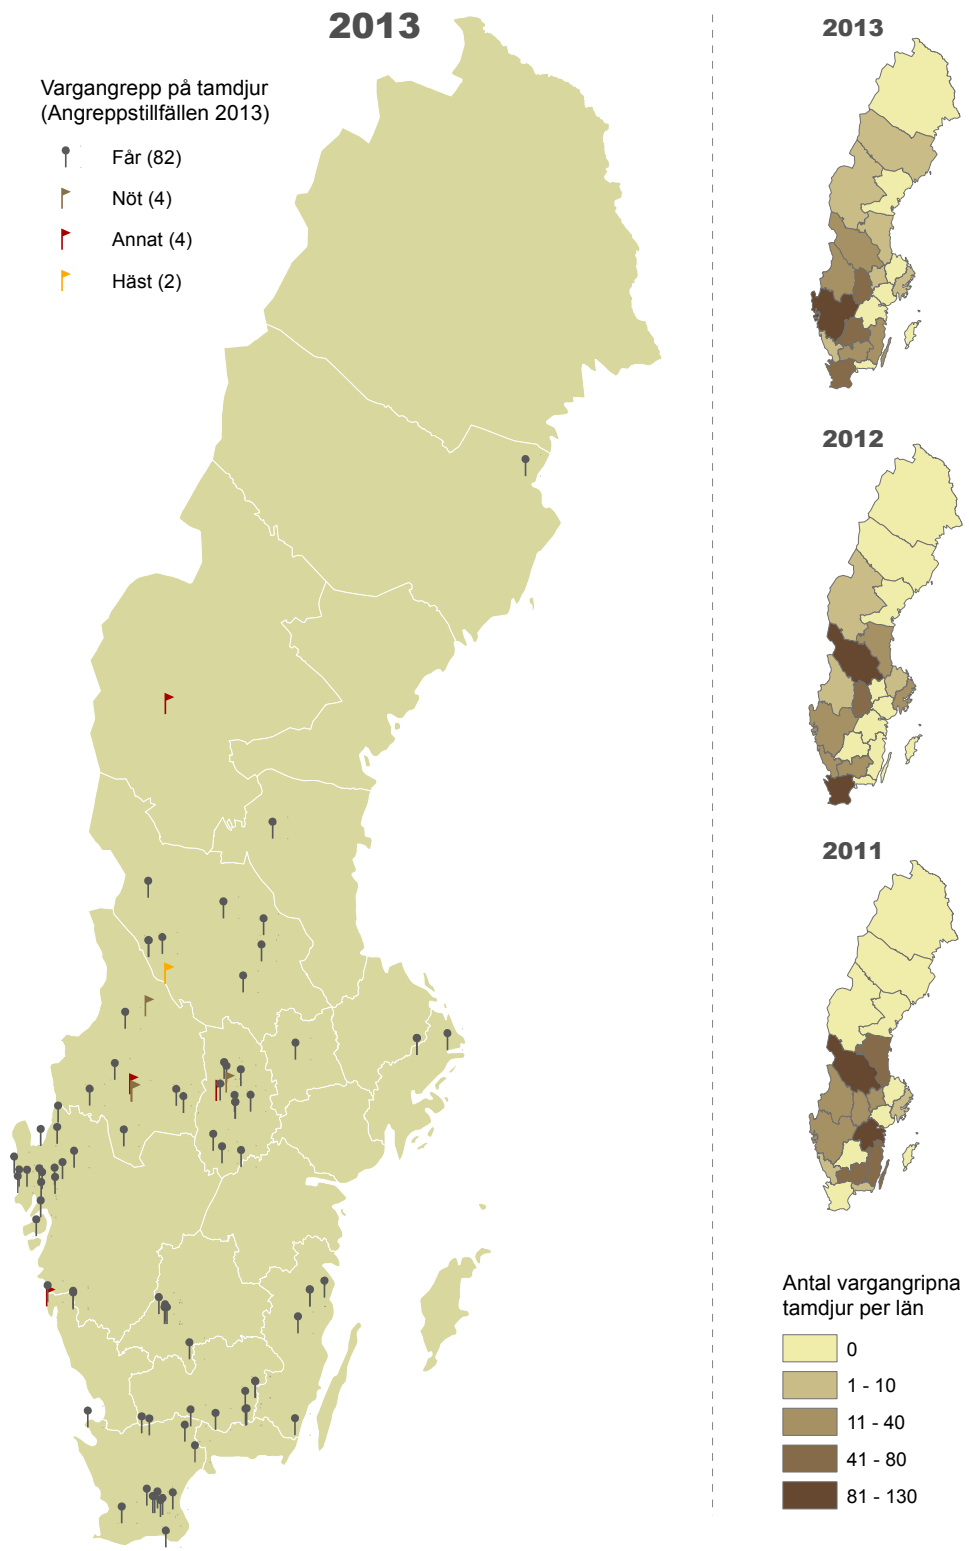 2013
Vargangrepp på tamdjur
(Angreppstillfällen 2013)
Får (82)
Nöt (4)
Annat (4)
Häst (2)
2013
2012
2011
Antal vargangripna
tamdjur per län
0
1 - 10
11 - 40
41 - 80
81 - 130